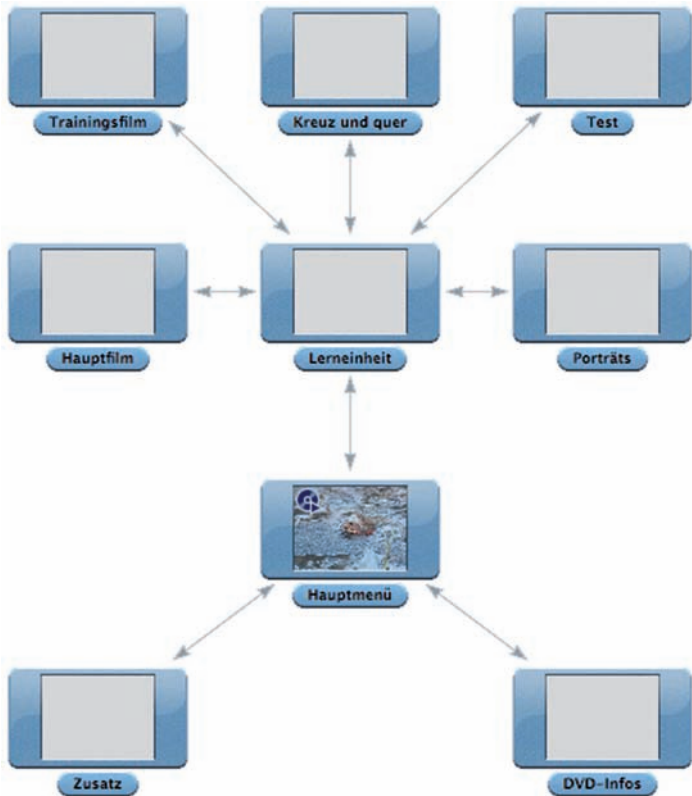 Trainingsfilm
Kreuz und quer
Test
Hauptfilm
Lerneinheit
Porträts
Hauptmenü
Zusatz
DVD-Infos